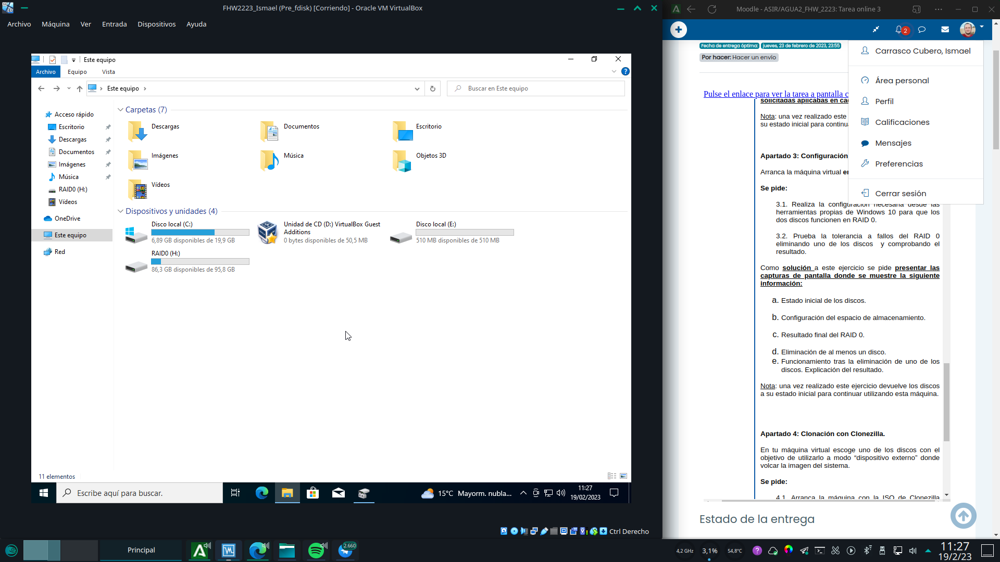 FHW2223_Ismael (Pre_fdisk) [Corriendo] - Oracle VM VirtualBox
Archivo Máquina Ver Entrada Dispositivos Ayuda
Este equipo
Archivo Equipo Vista
Este equipo
Buscar en Este equipo
Acceso rápido
Escritorio
Descargas
Documentos
Imágenes
Música
RAID0 (H:)
Vídeos
OneDrive
Este equipo
Red
Carpetas (7)
Descargas
Documentos
Escritorio
Imágenes
Música
Objetos 3D
Vídeos
Dispositivos y unidades (4)
Disco local (C:)
6,89 GB disponibles de 19,9 GB
Unidad de CD (D:) VirtualBox Guest
Additions
0 bytes disponibles de 50,5 MB
Disco local (E:)
510 MB disponibles de 510 MB
RAID0 (H:)
86,3 GB disponibles de 95,8 GB
11 elementos
Escribe aquí para buscar.
15°C Mayorm. nubla...
11:27
19/02/2023
Ctrl Derecho
Moodle - ASIR/AGUA2_FHW_2223: Tarea online 3
2
Fecha de entrega óptima: jueves, 23 de febrero de 2023, 23:55
Por hacer: Hacer un envío
Carrasco Cubero, Ismael
Área personal
Perfil
Calificaciones
Mensajes
Preferencias
Cerrar sesión
Pulse el enlace para ver la tarea a pantalla c
solicitadas aplicadas en ca
Nota: una vez realizado este
su estado inicial para continu
Apartado 3: Configuración
Arranca la máquina virtual
Se pide:
3.1. Realiza la configuración necesaria desde las
herramientas propias de Windows 10 para que los
dos discos funcionen en RAID 0.
3.2. Prueba la tolerancia a fallos del RAID 0
eliminando uno de los discos y comprobando el
resultado.
Como solución a este ejercicio se pide presentar las
capturas de pantalla donde se muestre la siguiente
información:
a. Estado inicial de los discos.
b. Configuración del espacio de almacenamiento.
c. Resultado final del RAID 0.
d. Eliminación de al menos un disco.
e. Funcionamiento tras la eliminación de uno de los
discos. Explicación del resultado.
Nota: una vez realizado este ejercicio devuelve los discos
a su estado inicial para continuar utilizando esta máquina.
Apartado 4: Clonación con Clonezilla.
En tu máquina virtual escoge uno de los discos con el
objetivo de utilizarlo a modo “dispositivo externo” donde
volcar la imagen del sistema.
Se pide:
4.1. Arranca la máquina con la ISO de Clonezilla
Estado de la entrega
Principal
2.660
4,2 GHz
3,1%
54,8°C
11:27
19/2/23